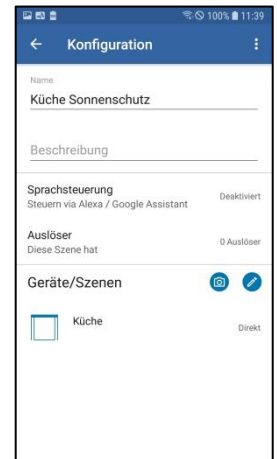 100% 11:39
Konfiguration
Name
Küche Sonnenschutz
Beschreibung
Sprachsteuerung
Steuern via Alexa / Google Assistant
Deaktiviert
Auslöser
Diese Szene hat
0 Auslöser
Geräte/Szenen
Küche
Direkt